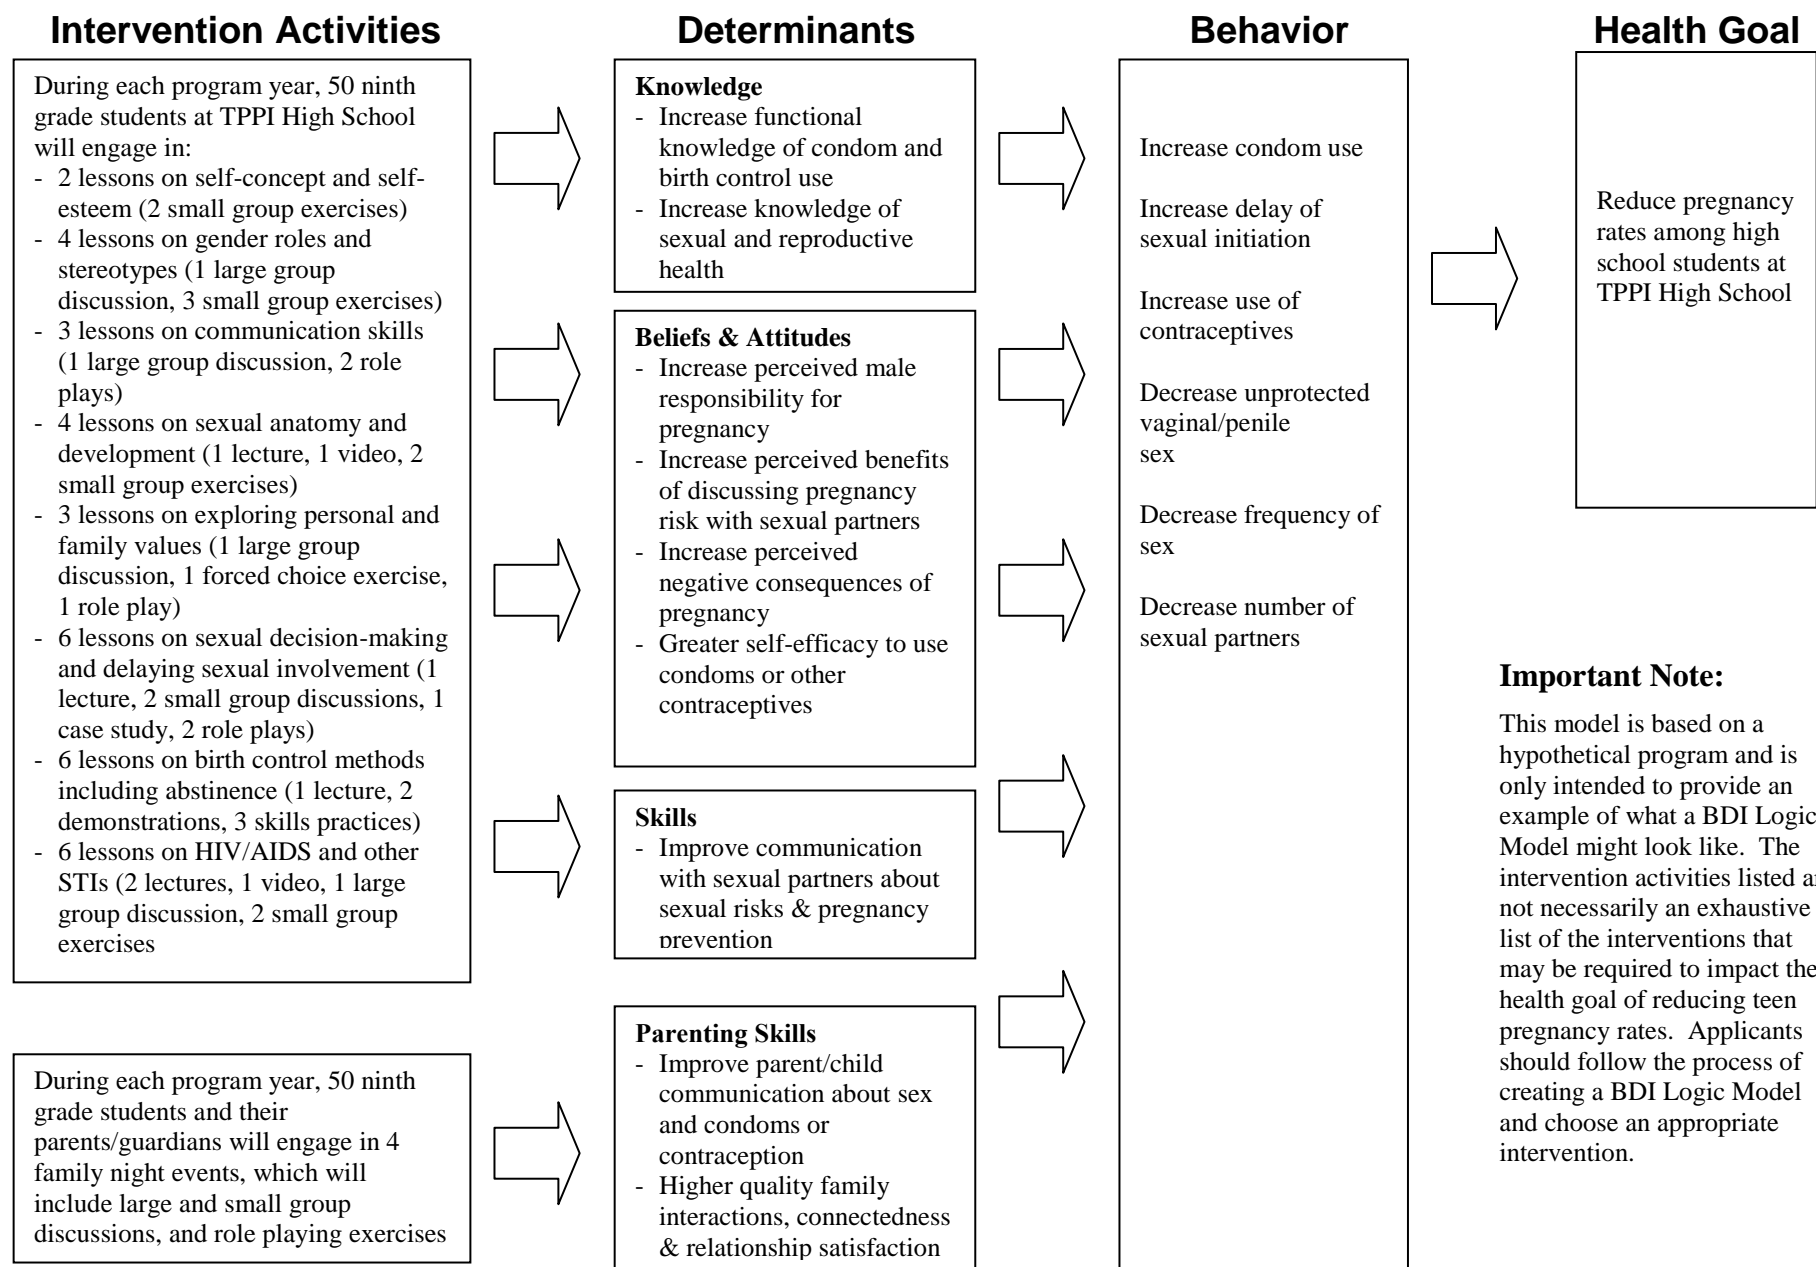 Intervention Activities
During each program year, 50 ninth
grade students at TPPI High School
will engage in:
- 2 lessons on self-concept and self-
esteem (2 small group exercises)
- 4 lessons on gender roles and
stereotypes (1 large group
discussion, 3 small group exercises)
- 3 lessons on communication skills
(1 large group discussion, 2 role
plays)
- 4 lessons on sexual anatomy and
development (1 lecture, 1 video, 2
small group exercises)
- 3 lessons on exploring personal and
family values (1 large group
discussion, 1 forced choice exercise,
1 role play)
- 6 lessons on sexual decision-making
and delaying sexual involvement (1
lecture, 2 small group discussions, 1
case study, 2 role plays)
- 6 lessons on birth control methods
including abstinence (1 lecture, 2
demonstrations, 3 skills practices)
- 6 lessons on HIV/AIDS and other
STIs (2 lectures, 1 video, 1 large
group discussion, 2 small group
exercises
During each program year, 50 ninth
grade students and their
parents/guardians will engage in 4
family night events, which will
include large and small group
discussions, and role playing exercises
Determinants
Knowledge
- Increase functional
knowledge of condom and
birth control use
- Increase knowledge of
sexual and reproductive
health
Beliefs & Attitudes
- Increase perceived male
responsibility for
pregnancy
- Increase perceived benefits
of discussing pregnancy
risk with sexual partners
- Increase perceived
negative consequences of
pregnancy
- Greater self-efficacy to use
condoms or other
contraceptives
Skills
- Improve communication
with sexual partners about
sexual risks & pregnancy
prevention
Parenting Skills
- Improve parent/child
communication about sex
and condoms or
contraception
- Higher quality family
interactions, connectedness
& relationship satisfaction
Behavior
Increase condom use
Increase delay of
sexual initiation
Increase use of
contraceptives
Decrease unprotected
vaginal/penile
sex
Decrease frequency of
sex
Decrease number of
sexual partners
Health Goal
Reduce pregnancy
rates among high
school students at
TPPI High School
Important Note:
This model is based on a
hypothetical program and is
only intended to provide an
example of what a BDI Logic
Model might look like. The
intervention activities listed
not necessarily an exhaustive
list of the interventions that
may be required to impact the
health goal of reducing teen
pregnancy rates. Applicants
should follow the process of
creating a BDI Logic Model
and choose an appropriate
intervention.